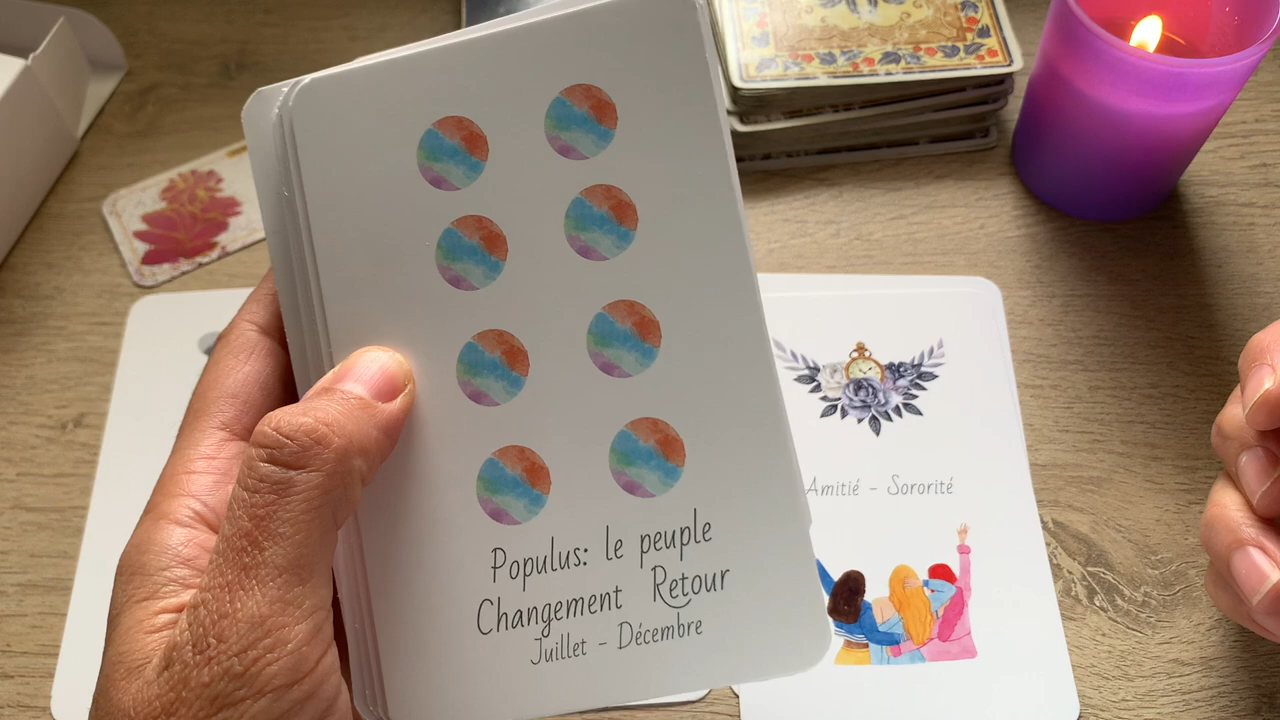 Populus: le peuple
Changement Retour
Juillet - Décembre
Amitié - Sororité